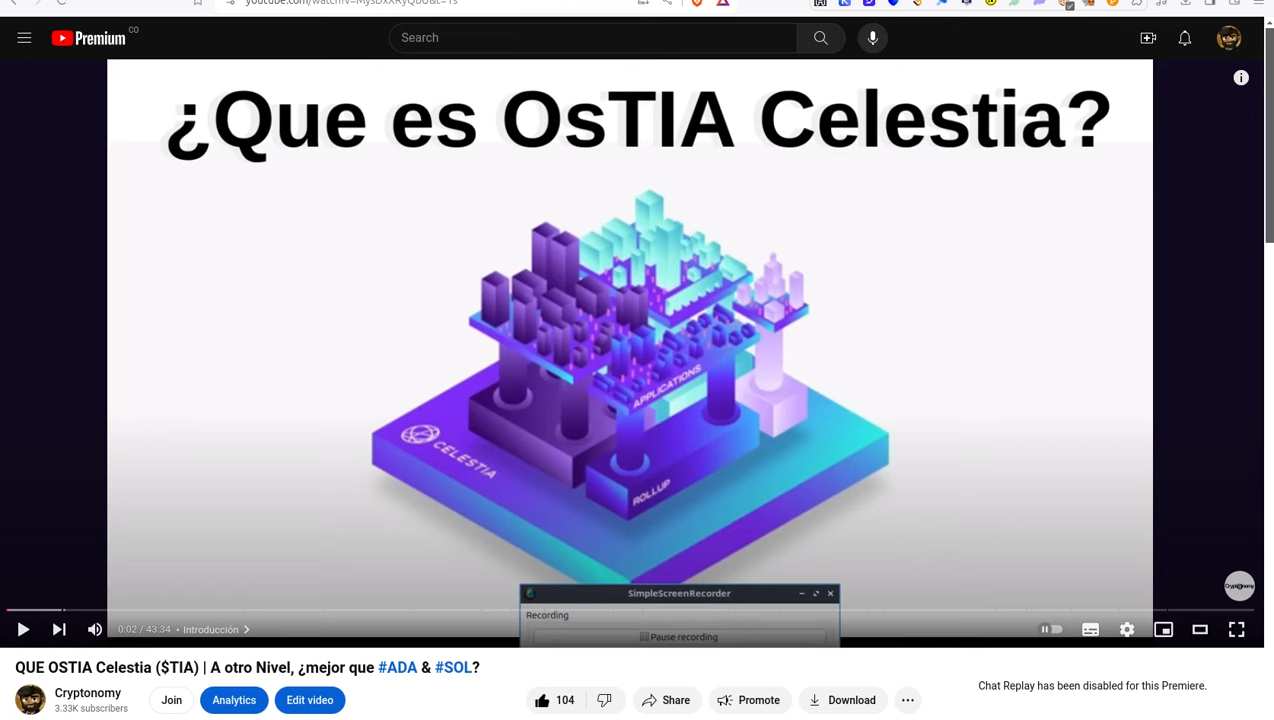 Premium CO
Search
¿Que es OsTIA Celestia?
APPLICATIONS
CELESTIA
ROLLUP
SimpleScreenRecorder
Recording
Pause recording
0:02 / 43:34 • Introducción
QUE OSTIA Celestia ($TIA) | A otro Nivel, ¿mejor que #ADA & #SOL?
Cryptonomy
3.33K subscribers
Join
Analytics
Edit video
104
Share
Promote
Download
Chat Replay has been disabled for this Premiere.